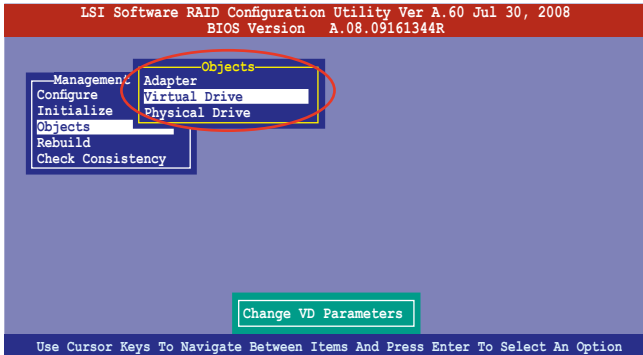 LSI Software RAID Configuration Utility Ver A.60 Jul 30, 2008
BIOS Version A.08.09161344R
Management
Configure
Initialize
Objects
Rebuild
Check Consistency
Objects
Adapter
Virtual Drive
Physical Drive
Change VD Parameters
Use Cursor Keys To Navigate Between Items And Press Enter To Select An Option